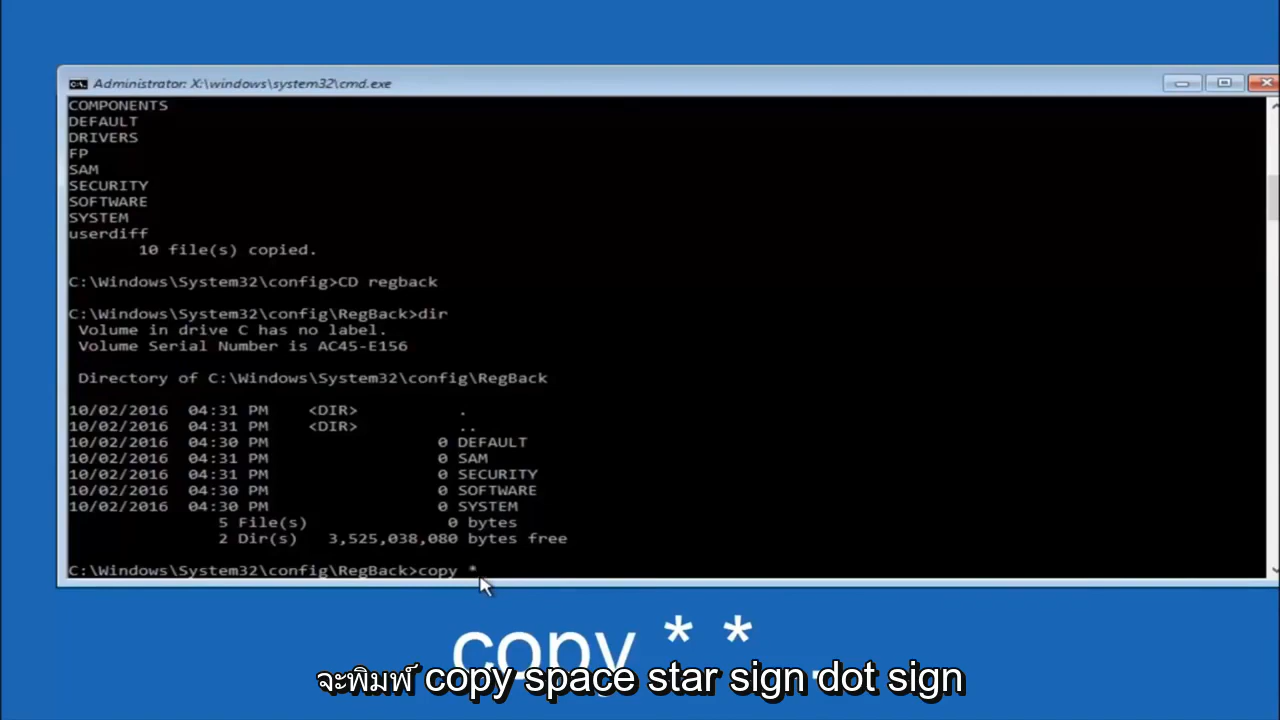 Administrator: X:\windows\system32\cmd.exe
COMPONENTS
DEFAULT
DRIVERS
FP
SAM
SECURITY
SOFTWARE
SYSTEM
userdiff
10 file(s) copied.
C:\Windows\System32\config>CD regback
C:\Windows\System32\config\RegBack>dir
Volume in drive C has no label.
Volume Serial Number is AC45-E156
Directory of C:\Windows\System32\config\RegBack
10/02/2016 04:31 PM <DIR> .
10/02/2016 04:31 PM <DIR> ..
10/02/2016 04:30 PM 0 DEFAULT
10/02/2016 04:31 PM 0 SAM
10/02/2016 04:31 PM 0 SECURITY
10/02/2016 04:30 PM 0 SOFTWARE
10/02/2016 04:30 PM 0 SYSTEM
5 File(s) 0 bytes
2 Dir(s) 3,525,038,080 bytes free
C:\Windows\System32\config\RegBack>copy *
copy * *
จะพิมพ์ copy space star sign dot sign